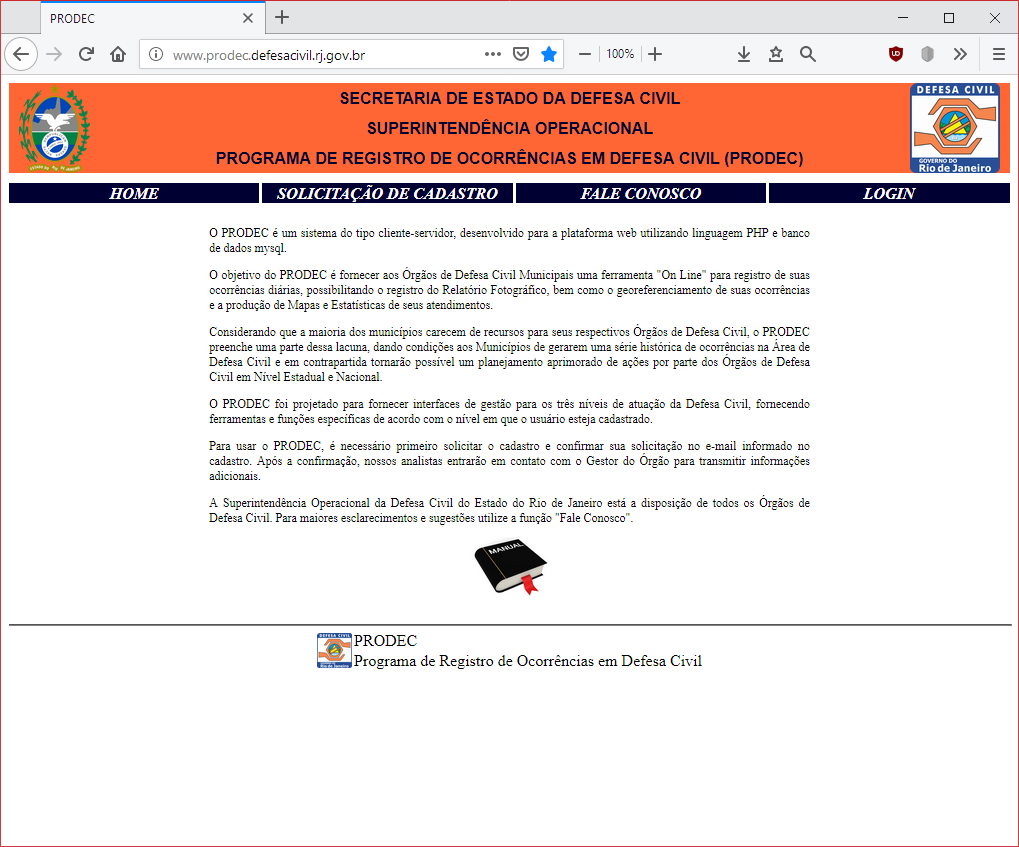 PRODEC
www.prodec.defesacivil.rj.gov.br
100%
SECRETARIA DE ESTADO DA DEFESA CIVIL
SUPERINTENDÊNCIA OPERACIONAL
PROGRAMA DE REGISTRO DE OCORRÊNCIAS EM DEFESA CIVIL (PRODEC)
DEFESA CIVIL
GOVERNO DO
Rio de Janeiro
HOME
SOLICITAÇÃO DE CADASTRO
FALE CONOSCO
LOGIN
O PRODEC é um sistema do tipo cliente-servidor, desenvolvido para a plataforma web utilizando linguagem PHP e banco
de dados mysql.
O objetivo do PRODEC é fornecer aos Órgãos de Defesa Civil Municipais uma ferramenta "On Line" para registro de suas
ocorrências diárias, possibilitando o registro do Relatório Fotográfico, bem como o georeferenciamento de suas ocorrências
e a produção de Mapas e Estatísticas de seus atendimentos.
Considerando que a maioria dos municípios carecem de recursos para seus respectivos Órgãos de Defesa Civil, o PRODEC
preenche uma parte dessa lacuna, dando condições aos Municípios de gerarem uma série histórica de ocorrências na Área de
Defesa Civil e em contrapartida tornarão possível um planejamento aprimorado de ações por parte dos Órgãos de Defesa
Civil em Nível Estadual e Nacional.
O PRODEC foi projetado para fornecer interfaces de gestão para os três níveis de atuação da Defesa Civil, fornecendo
ferramentas e funções específicas de acordo com o nível em que o usuário esteja cadastrado.
Para usar o PRODEC, é necessário primeiro solicitar o cadastro e confirmar sua solicitação no e-mail informado no
cadastro. Após a confirmação, nossos analistas entrarão em contato com o Gestor do Órgão para transmitir informações
adicionais.
A Superintendência Operacional da Defesa Civil do Estado do Rio de Janeiro está a disposição de todos os Órgãos de
Defesa Civil. Para maiores esclarecimentos e sugestões utilize a função "Fale Conosco".
MANUAL
DEFESA CIVIL
Rio de Janeiro
PRODEC
Programa de Registro de Ocorrências em Defesa Civil